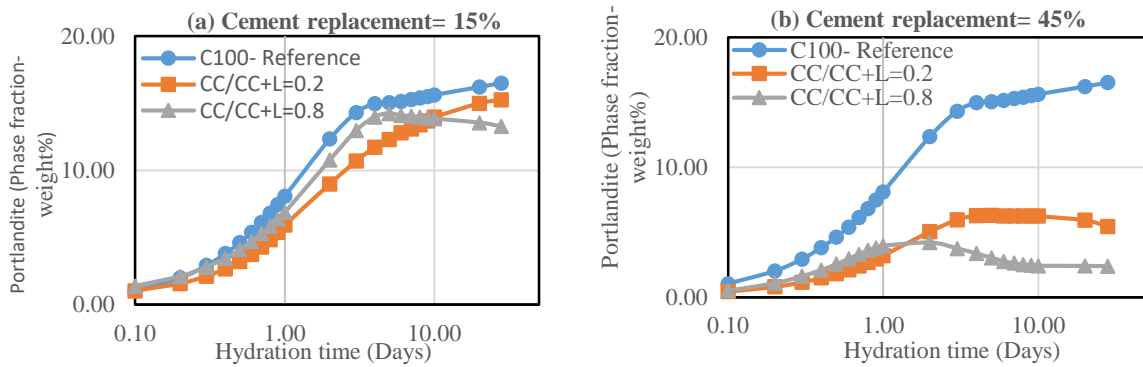 (a) Cement replacement= 15%
20.00
C100- Reference
CC/CC+L=0.2
CC/CC+L=0.8
10.00
0.00
0.10
1.00
10.00
Hydration time (Days)
Portlandite (Phase fraction-
weight%)
(b) Cement replacement= 45%
20.00
C100- Reference
CC/CC+L=0.2
CC/CC+L=0.8
10.00
0.00
0.10
1.00
10.00
Hydration time (Days)
Portlandite (Phase fraction-
weight%)